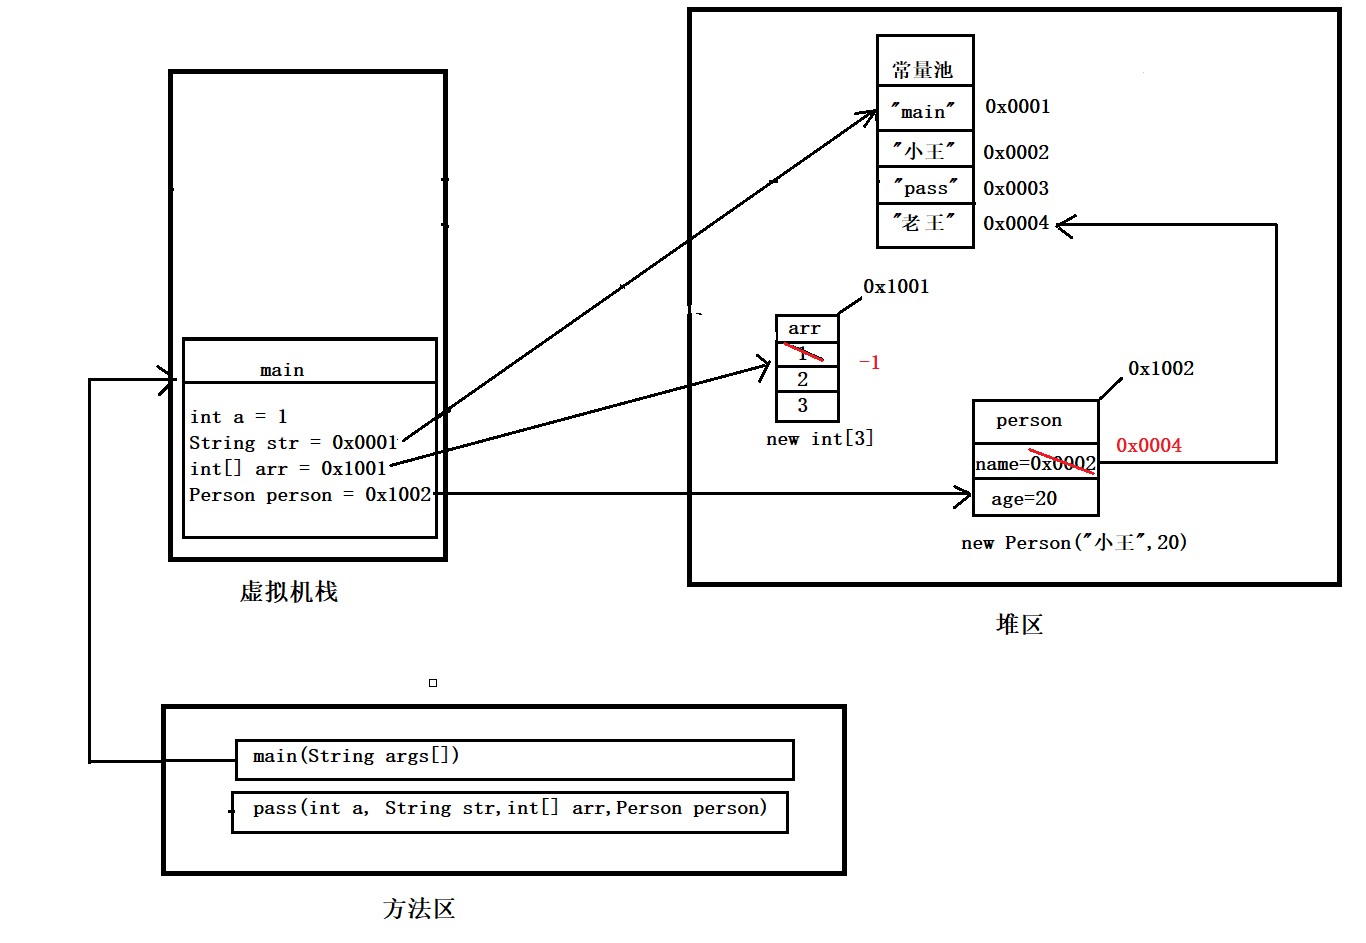 常量池
"main" 0x0001
"小王" 0x0002
"pass" 0x0003
"老王" 0x0004
0x1001
arr
1 -1
2
3
new int[3]
0x1002
person
0x0004
name=0x0002
age=20
new Person("小王",20)
堆区
main
int a = 1
String str = 0x0001
int[] arr = 0x1001
Person person = 0x1002
虚拟机栈
main(String args[])
pass(int a, String str,int[] arr,Person person)
方法区